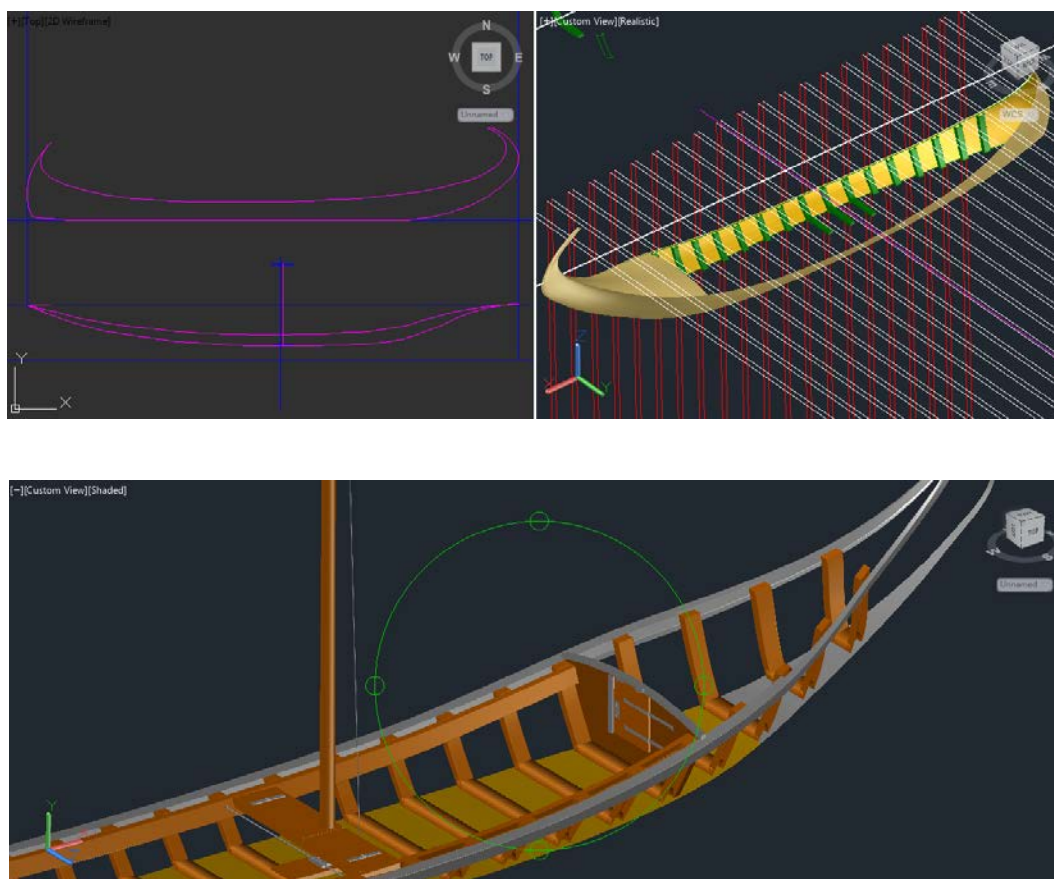 [+][Top][2D Wireframe]
N
W
TOP
E
S
Unnamed
Y
X
[+][Custom View][Realistic]
WCS
Z
X
Y
[−][Custom View][Shaded]
Unnamed
Y